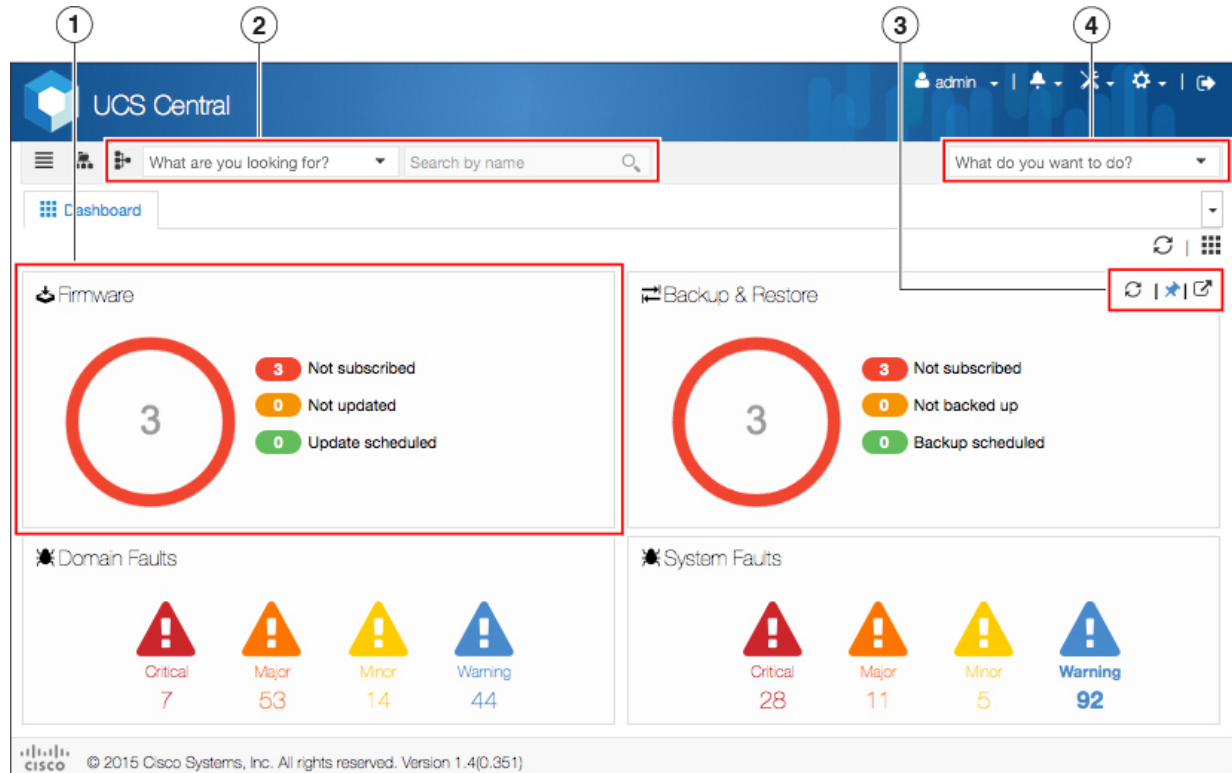 1 2 3 4
UCS Central
admin
What are you looking for? Search by name
What do you want to do?
Dashboard
Firmware
3
3 Not subscribed
0 Not updated
0 Update scheduled
Backup & Restore
3
3 Not subscribed
0 Not backed up
0 Backup scheduled
Domain Faults
Critical Major Minor Warning
7 53 14 44
System Faults
Critical Major Minor Warning
28 11 5 92
CISCO © 2015 Cisco Systems, Inc. All rights reserved. Version 1.4(0.351)